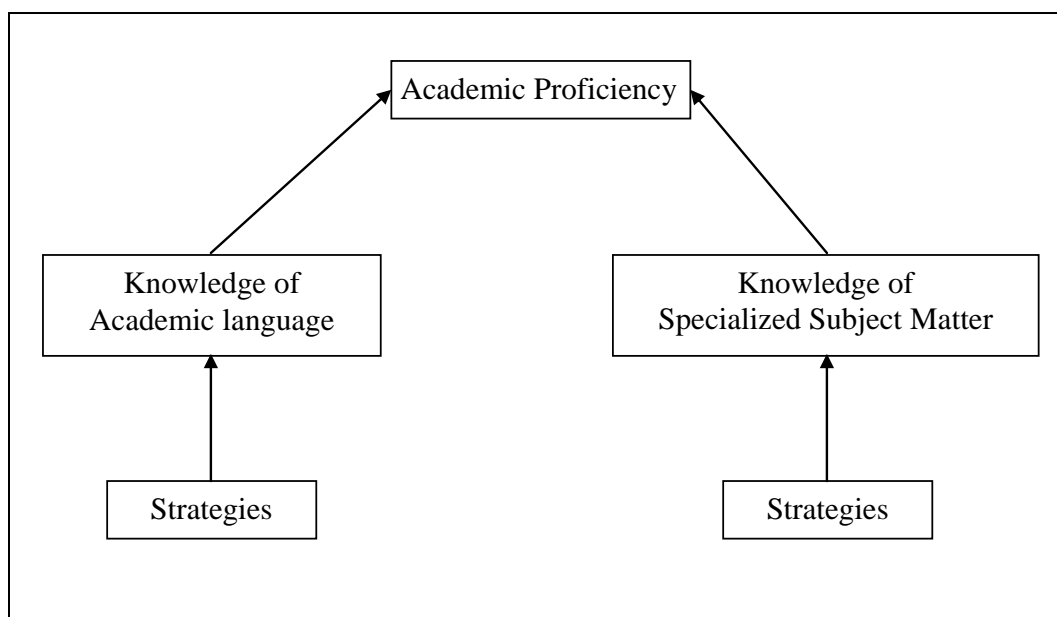 Academic Proficiency
Knowledge of
Academic language
Knowledge of
Specialized Subject Matter
Strategies
Strategies